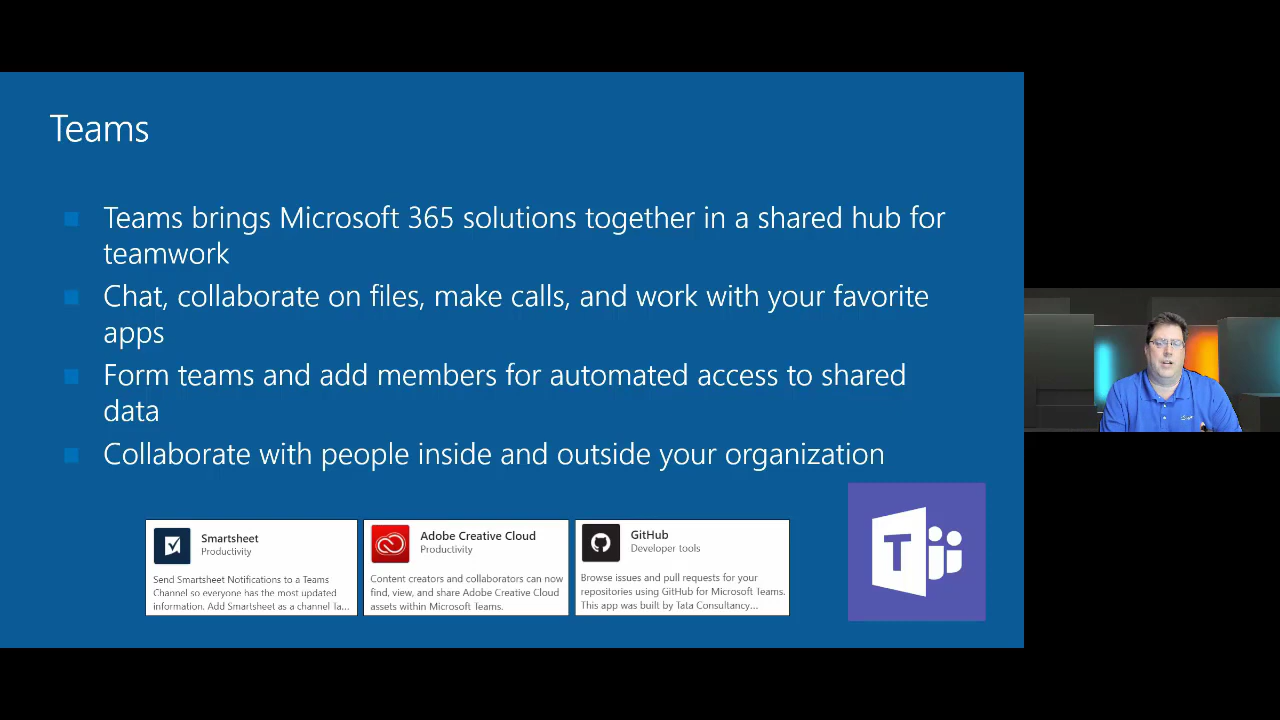 Teams
Teams brings Microsoft 365 solutions together in a shared hub for
teamwork
Chat, collaborate on files, make calls, and work with your favorite
apps
Form teams and add members for automated access to shared
data
Collaborate with people inside and outside your organization
Smartsheet
Productivity
Send Smartsheet Notifications to a Teams
Channel so everyone has the most updated
information. Add Smartsheet as a channel Ta...
Adobe Creative Cloud
Productivity
Content creators and collaborators can now
find, view, and share Adobe Creative Cloud
assets within Microsoft Teams.
GitHub
Developer tools
Browse issues and pull requests for your
repositories using GitHub for Microsoft Teams.
This app was built by Tata Consultancy...
T